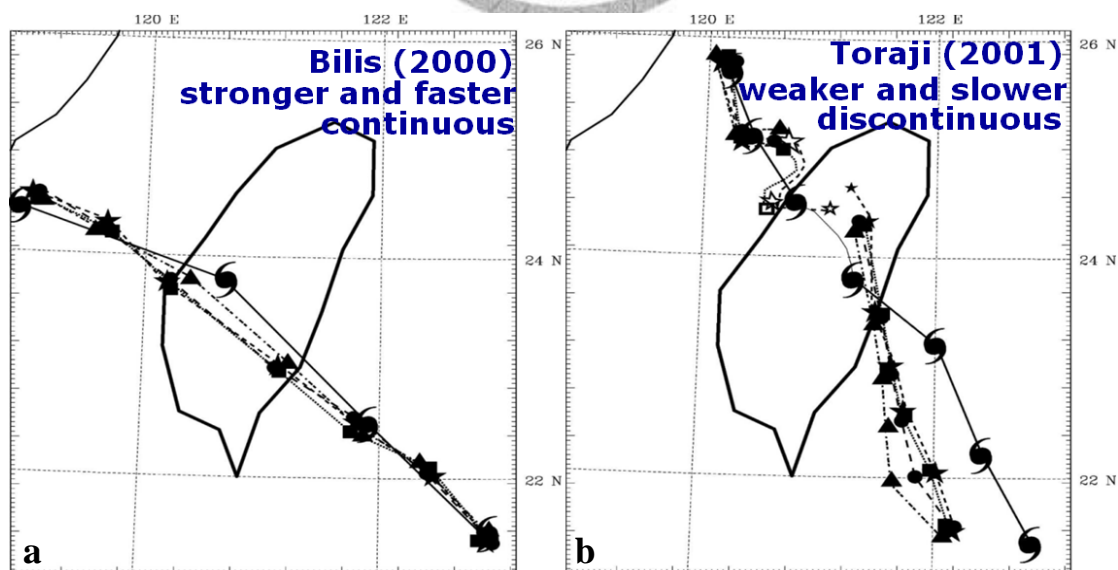 120 E
122 E
120 E
122 E
Bilis (2000)
stronger and faster
continuous
26 N
24 N
22 N
a
Toraji (2001)
weaker and slower
discontinuous
26 N
24 N
22 N
b